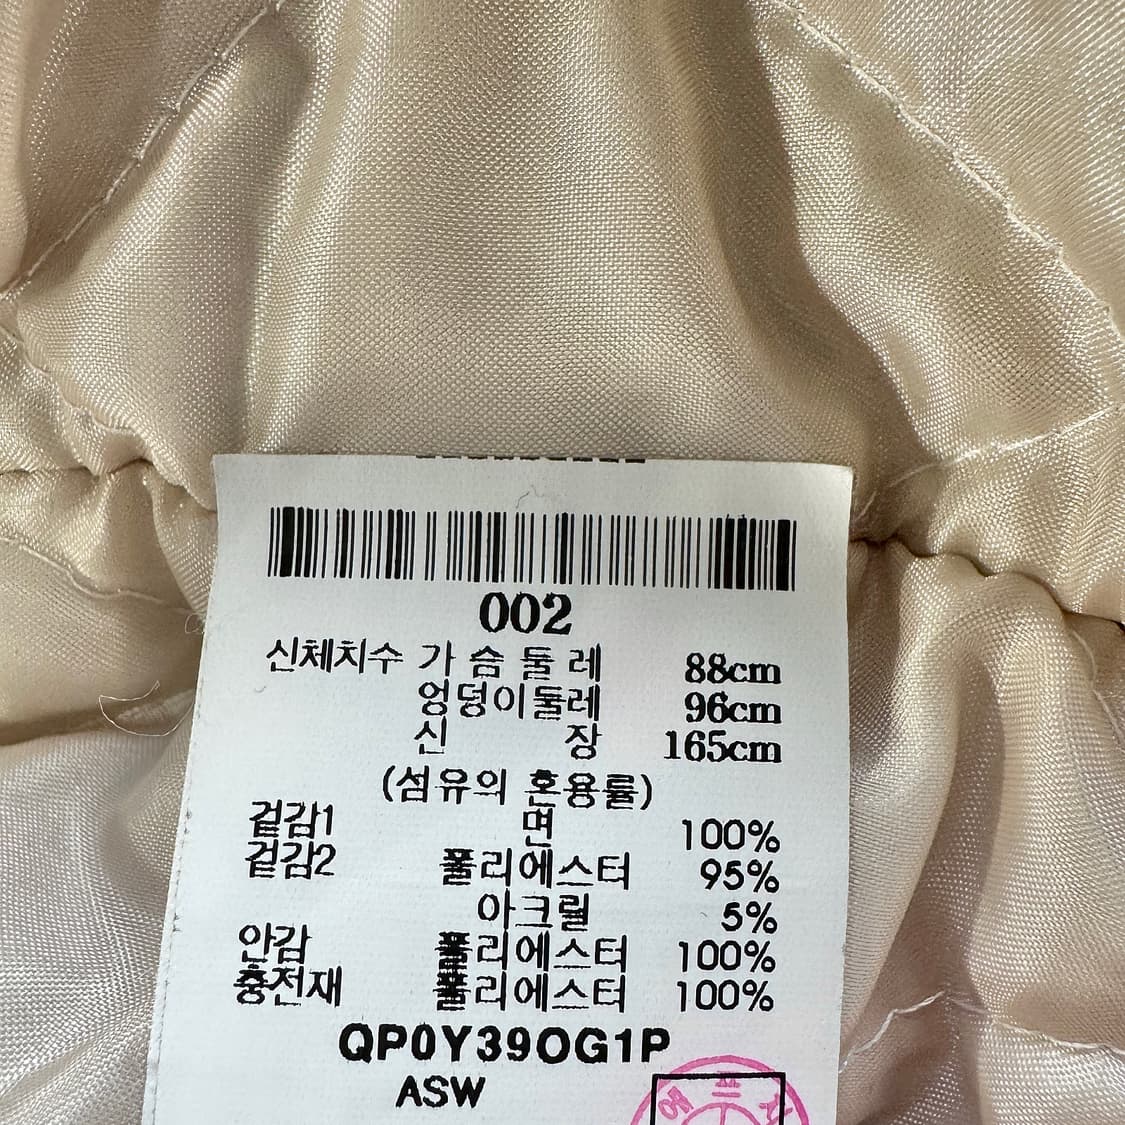 002
신체치수 가슴둘레 88cm
엉덩이둘레 96cm
신 장 165cm
(섬유의 혼용률)
겉감1 면 100%
겉감2 폴리에스터 95%
아크릴 5%
안감 폴리에스터 100%
충전재 폴리에스터 100%
QP0Y39OG1P
ASW